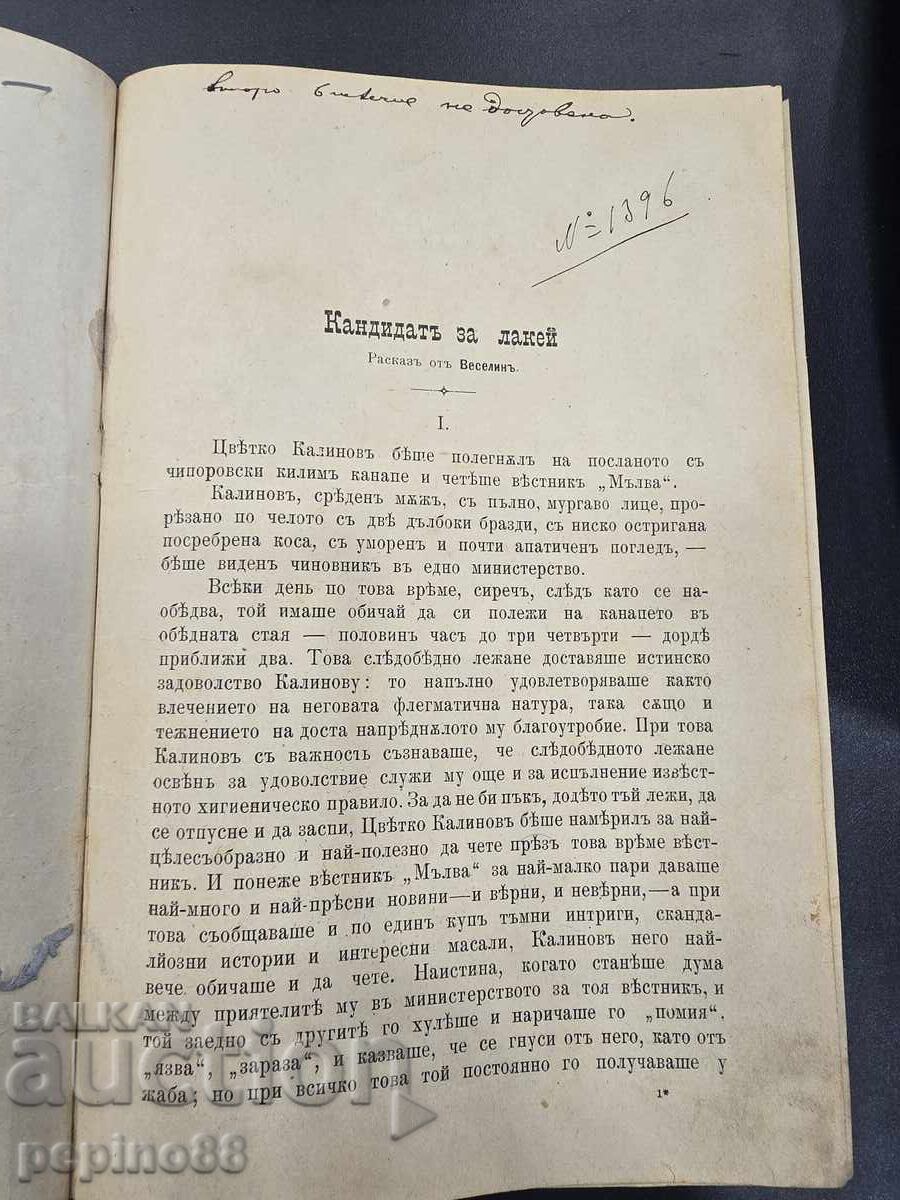 второ течение не
№ 1396
Кандидатъ за лакей
Расказъ отъ Веселинъ.
I.
Цвѣтко Калиновъ бѣше полегнѫлъ на посланото съ
чипоровски килимъ канапе и четѣше вѣстникъ „Мълва“.
Калиновъ, срѣденъ мѫжъ, съ пълно, мургаво лице, про-
рѣзано по челото съ двѣ дълбоки бразди, съ ниско остригана
посребрена коса, съ уморенъ и почти апатиченъ погледъ, —
бѣше виденъ чиновникъ въ едно министерство.
Всѣки день по това врѣме, сиречъ, слѣдъ като се на-
обѣдва, той имаше обичай да си полежи на канапето въ
обѣдната стая — половинъ часъ до три четвърти — дордѣ
приближи два. Това слѣдобѣдно лежане доставяше истинско
задоволство Калинову: то напълно удовлетворяваше както
влечението на неговата флегматична натура, така сѫщо и
тежнението на доста напрѣднѫлото му благоутробие. При това
Калиновъ съ важность съзнаваше, че слѣдобѣдното лежане
освѣнь за удоволствие служи му още и за испълнение извѣст-
ното хигиеническо правило. За да не би пъкъ, додѣто тъй лежи, да
се отпусне и да заспи, Цвѣтко Калиновъ бѣше намѣрилъ за най-
цѣлесъобразно и най-полезно да чете прѣзъ това врѣме вѣст-
никъ. И понеже вѣстникъ „Мълва“ за най-малко пари даваше
най-много и най-прѣсни новини—и вѣрни, и невѣрни,—а при
това съобщаваше и по единъ купъ тъмни интриги, сканда-
лйозни истории и интересни масали, Калиновъ него най-
вече обичаше и да чете. Наистина, когато станѣше дума
между приятелитѣ му въ министерството за тоя вѣстникъ, и
той заедно съ другитѣ го хулѣше и наричаше го „помия“,
„язва“, „зараза“, и казваше, че се гнуси отъ него, като отъ
жаба; но при всичко това той постоянно го получаваше у
1*
BALKAN
auction
pepino88